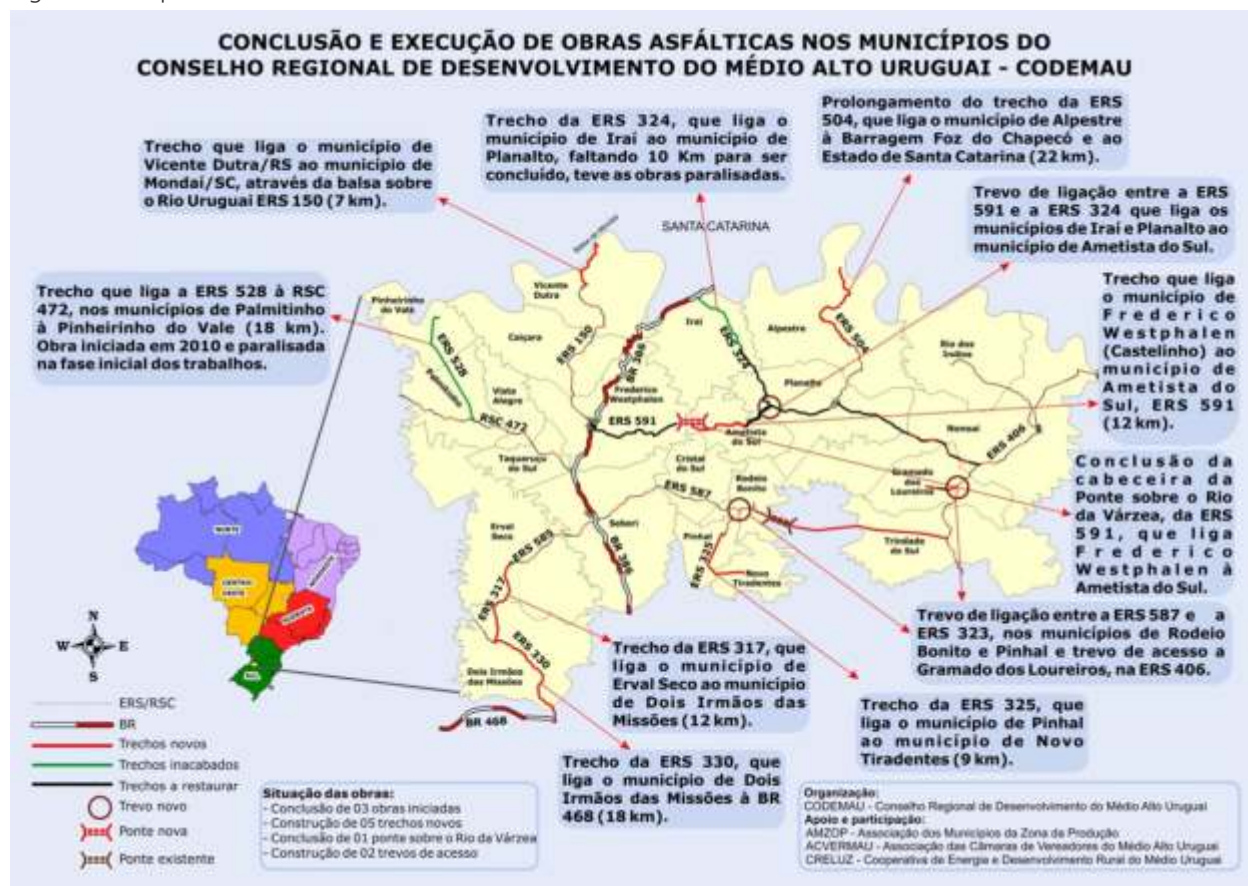 CONCLUSÃO E EXECUÇÃO DE OBRAS ASFÁLTICAS NOS MUNICÍPIOS DO
CONSELHO REGIONAL DE DESENVOLVIMENTO DO MÉDIO ALTO URUGUAI - CODEMAU
Trecho que liga o município de
Vicente Dutra/RS ao município de
Mondaí/SC, através da balsa sobre
o Rio Uruguai ERS 150 (7 km).
Trecho da ERS 324, que liga o
município de Iraí ao município de
Planalto, faltando 10 Km para ser
concluído, teve as obras paralisadas.
Prolongamento do trecho da ERS
504, que liga o município de Alpestre
à Barragem Foz do Chapecó e ao
Estado de Santa Catarina (22 km).
Trevo de ligação entre a ERS
591 e a ERS 324 que liga os
municípios de Iraí e Planalto ao
município de Ametista do Sul.
Trecho que liga a ERS 528 à RSC
472, nos municípios de Palmitinho
à Pinheirinho do Vale (18 km).
Obra iniciada em 2010 e paralisada
na fase inicial dos trabalhos.
Trecho que liga
o município de
Frederico
Westphalen
(Castelinho) ao
município de
Ametista do
Sul, ERS 591
(12 km).
Conclusão da
cabeceira da
Ponte sobre o Rio
da Várzea, da ERS
591, que liga
Frederico
Westphalen à
Ametista do Sul.
Trevo de ligação entre a ERS 587 e a
ERS 323, nos municípios de Rodeio
Bonito e Pinhal e trevo de acesso a
Gramado dos Loureiros, na ERS 406.
Trecho da ERS 317, que
liga o município de
Erval Seco ao município
de Dois Irmãos das
Missões (12 km).
Trecho da ERS 325, que
liga o município de Pinhal
ao município de Novo
Tiradentes (9 km).
Trecho da ERS 330, que
liga o município de Dois
Irmãos das Missões à BR
468 (18 km).
SANTA CATARINA
Pinheirinho
do Vale
Vicente
Dutra
Caiçara
ERS 150
BR 386
Iraí
ERS 324
Alpestre
ERS 504
Rio dos
Índios
Planalto
ERS 528
Palmitinho
Vista
Alegre
RSC 472
Frederico
Westphalen
ERS 591
Ametista
do Sul
Nonoai
ERS 406
Taquaruçu
do Sul
Cristal
do Sul
Rodeio
Bonito
Gramado
dos
Loureiros
ERS 587
Erval
Seco
Seberi
ERS 585
BR 386
Pinhal
ERS 325
Novo
Tiradentes
Trindade
do Sul
ERS 317
ERS 330
Dois Irmãos
das Missões
BR 468
NORTE
NORDESTE
CENTRO
OESTE
SUDESTE
SUL
N
W
E
S
ERS/RSC
BR
Trechos novos
Trechos inacabados
Trechos a restaurar
Trevo novo
Ponte nova
Ponte existente
Situação das obras:
- Conclusão de 03 obras iniciadas
- Construção de 05 trechos novos
- Conclusão de 01 ponte sobre o Rio da Várzea
- Construção de 02 trevos de acesso
Organização:
CODEMAU - Conselho Regional de Desenvolvimento do Médio Alto Uruguai
Apoio e participação:
AMZOP - Associação dos Municípios da Zona da Produção
ACVERMAU - Associação das Câmaras de Vereadores do Médio Alto Uruguai
CRELUZ - Cooperativa de Energia e Desenvolvimento Rural do Médio Uruguai